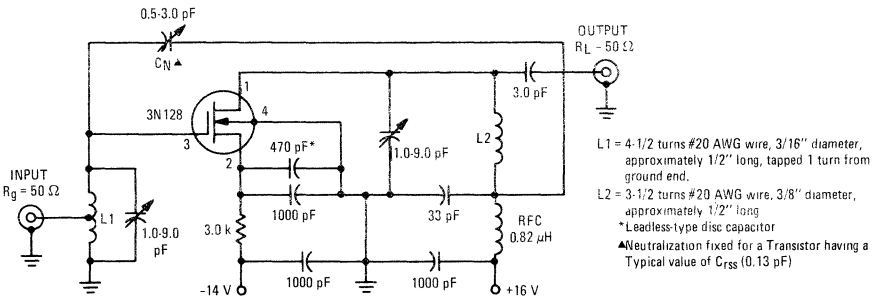 0.5-3.0 pF
CN▲
OUTPUT
RL - 50 Ω
1
3.0 pF
3N128
4
3
2
470 pF*
1.0-9.0 pF
L2
INPUT
Rg = 50 Ω
L1
1.0-9.0
pF
1000 pF
33 pF
3.0 k
RFC
0.82 μH
1000 pF
1000 pF
-14 V
+16 V
L1 = 4-1/2 turns #20 AWG wire, 3/16" diameter,
approximately 1/2" long, tapped 1 turn from
ground end.
L2 = 3-1/2 turns #20 AWG wire, 3/8" diameter,
approximately 1/2" long
*Leadless-type disc capacitor
▲Neutralization fixed for a Transistor having a
Typical value of Crss (0.13 pF)